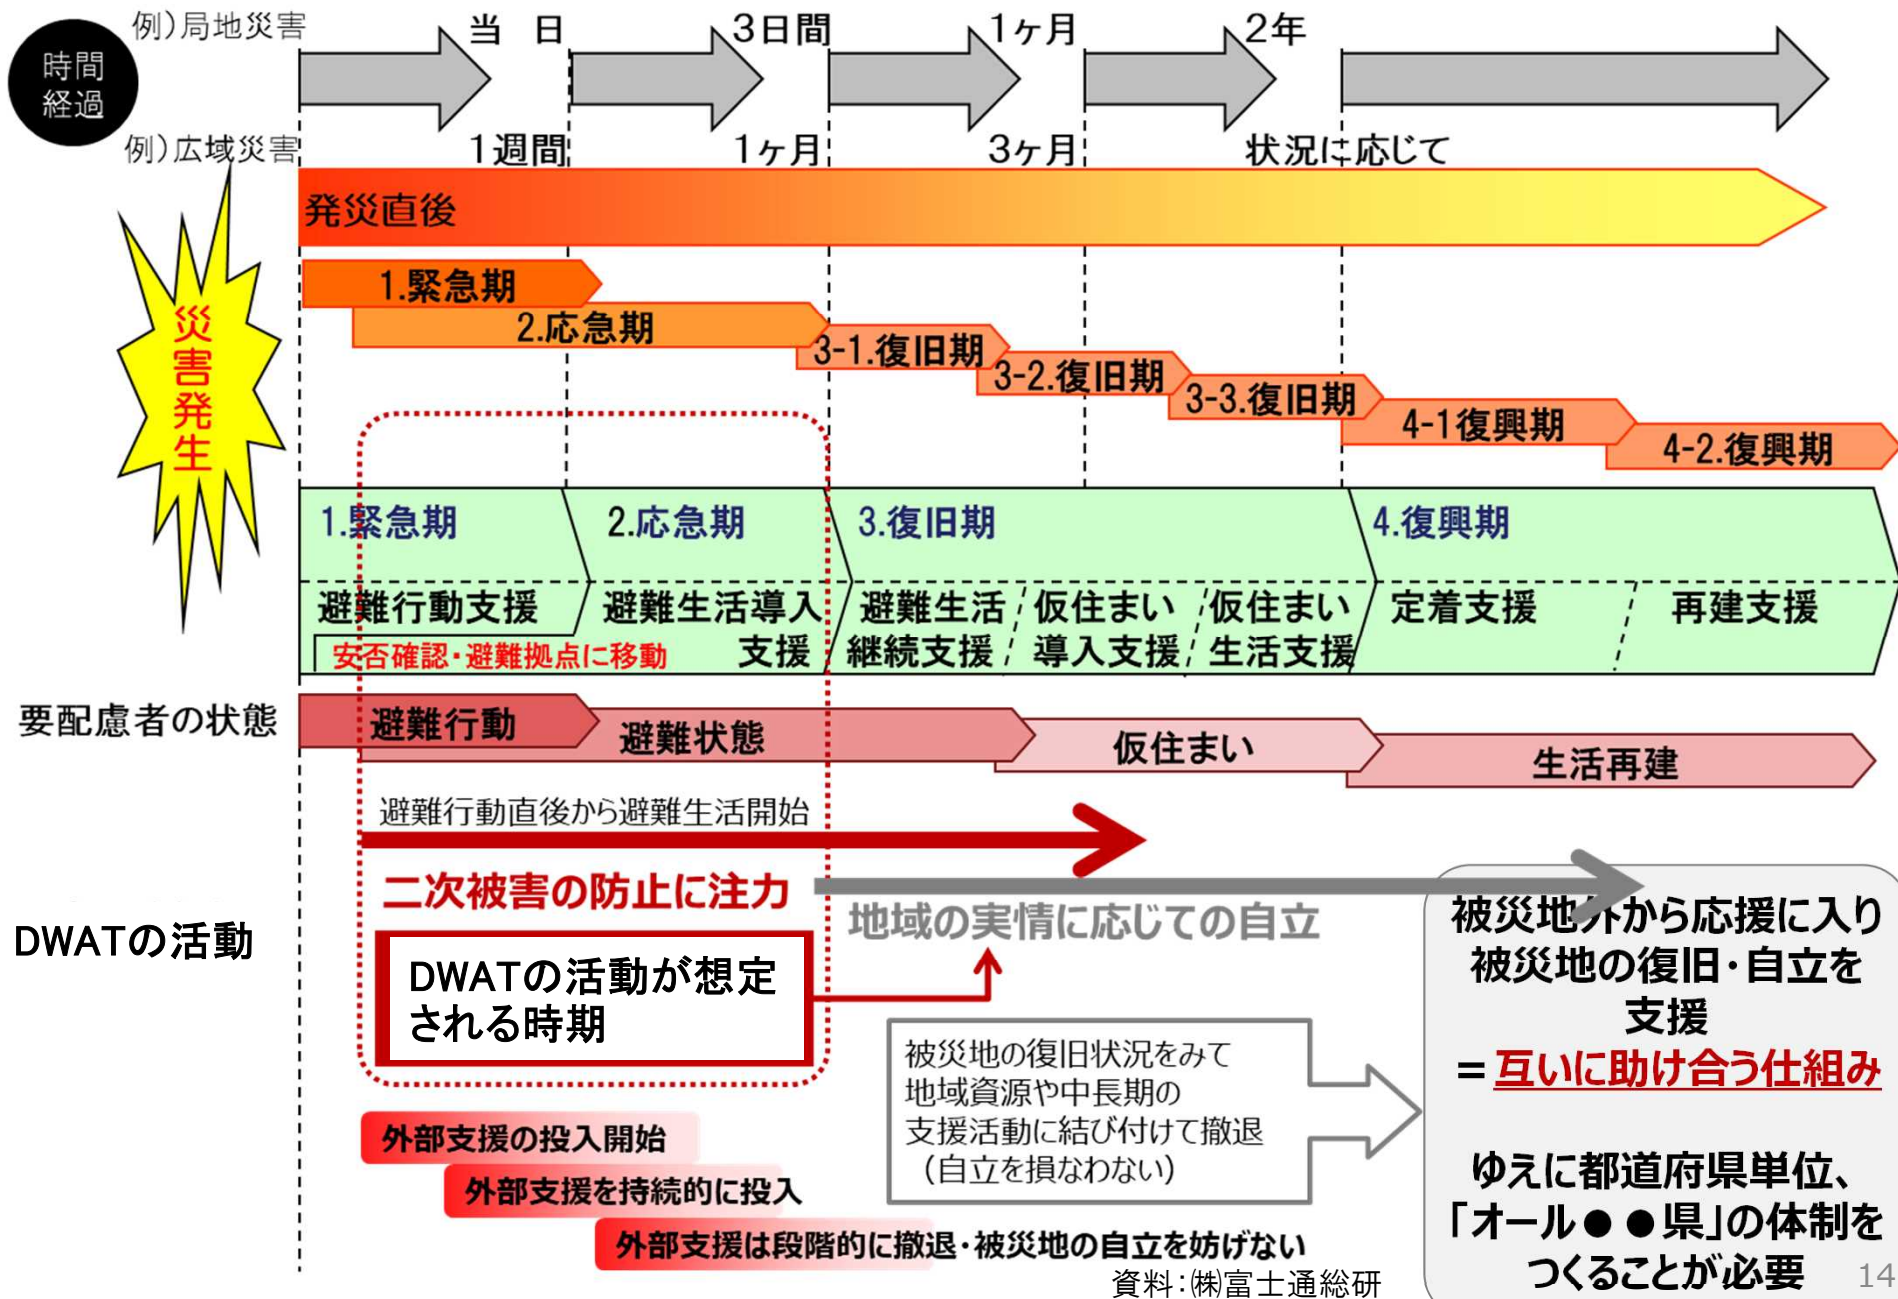 例）局地災害
当　日
3日間
1ヶ月
2年
時間
経過
例）広域災害
1週間
1ヶ月
3ヶ月
状況に応じて
発災直後
災害発生
1.緊急期
2.応急期
3-1.復旧期
3-2.復旧期
3-3.復旧期
4-1復興期
4-2.復興期
1.緊急期
2.応急期
3.復旧期
4.復興期
避難行動支援
安否確認・避難拠点に移動
避難生活導入
支援
避難生活
継続支援
仮住まい
導入支援
仮住まい
生活支援
定着支援
再建支援
要配慮者の状態
避難行動
避難状態
仮住まい
生活再建
避難行動直後から避難生活開始
二次被害の防止に注力
地域の実情に応じての自立
DWATの活動
DWATの活動が想定
される時期
被災地の復旧状況をみて
地域資源や中長期の
支援活動に結び付けて撤退
（自立を損なわない）
被災地外から応援に入り
被災地の復旧・自立を
支援
＝互いに助け合う仕組み
ゆえに都道府県単位、
「オール●●県」の体制を
つくることが必要
外部支援の投入開始
外部支援を持続的に投入
外部支援は段階的に撤退・被災地の自立を妨げない
資料：㈱富士通総研
14